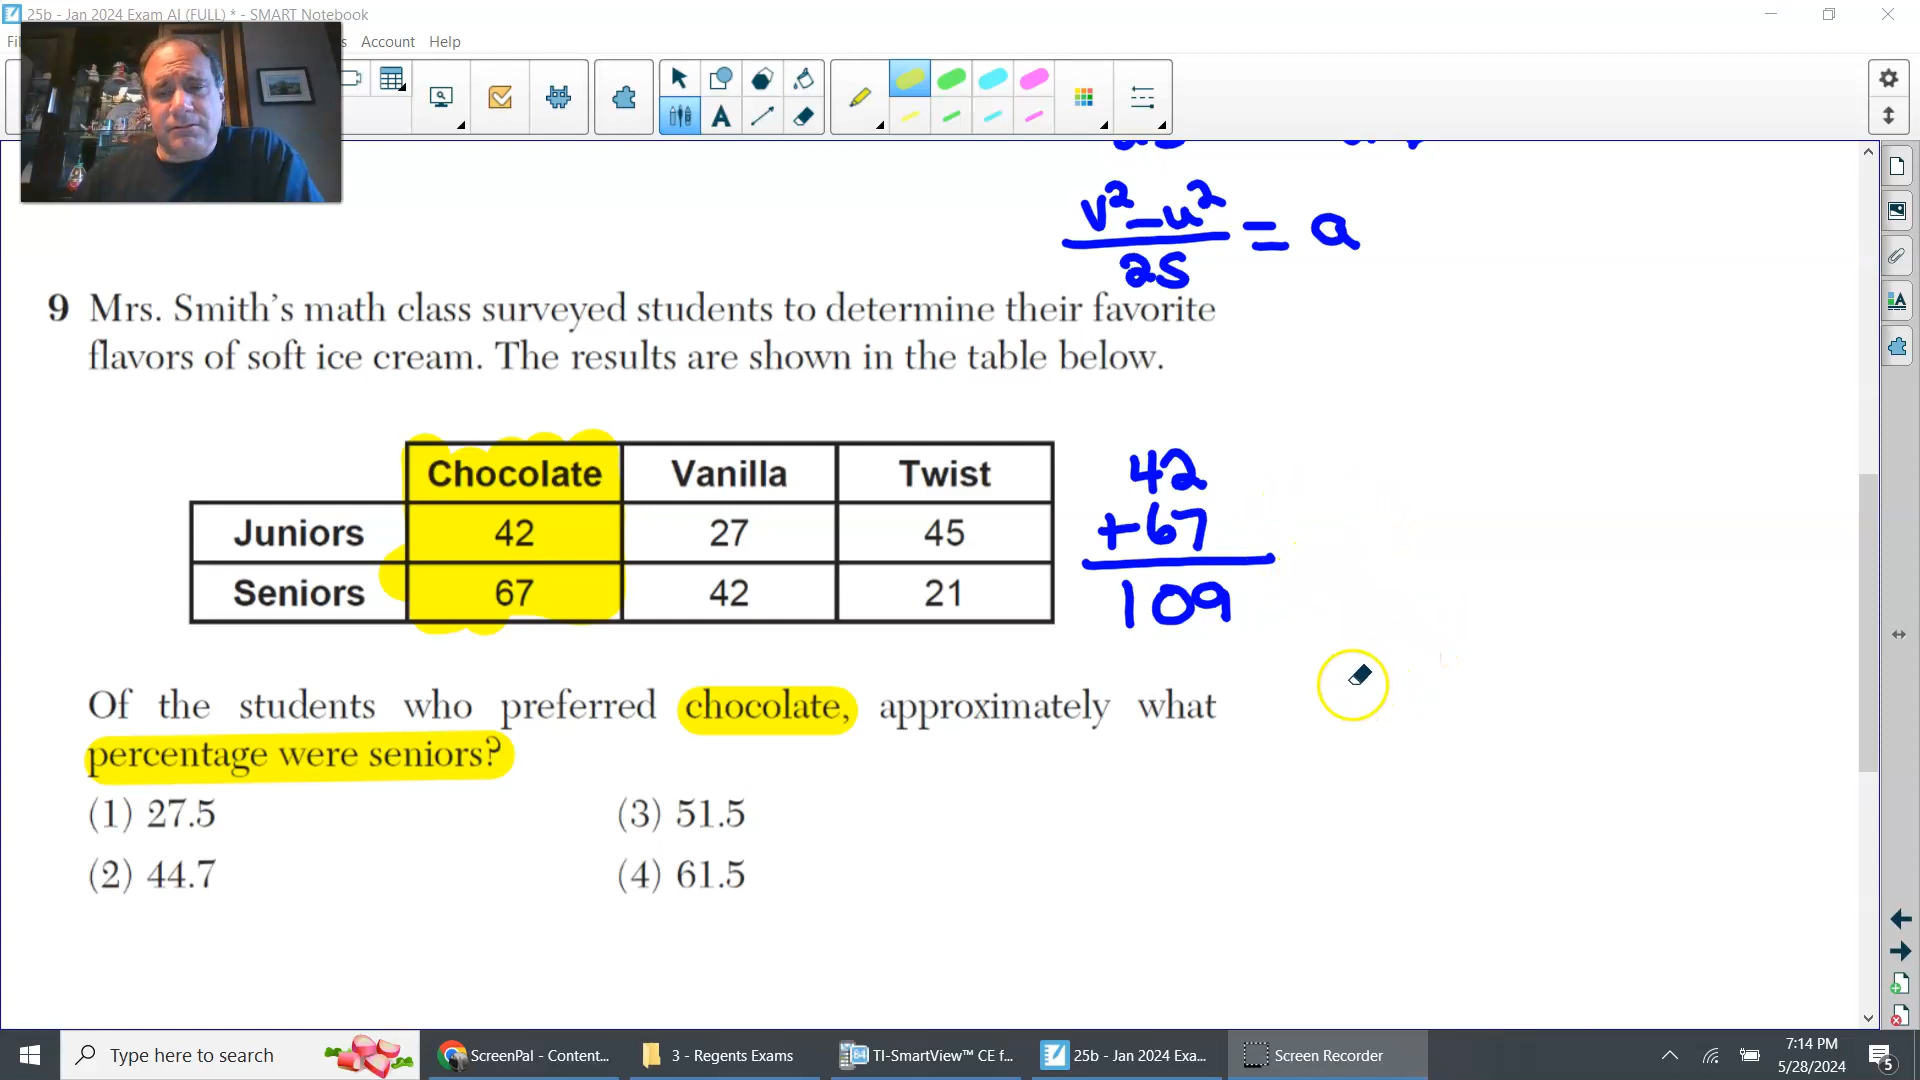 25b - Jan 2024 Exam AI (FULL) * - SMART Notebook
Account Help
v² - u² / 2s = a
9 Mrs. Smith's math class surveyed students to determine their favorite
flavors of soft ice cream. The results are shown in the table below.
Chocolate Vanilla Twist
Juniors 42 27 45
Seniors 67 42 21
42
+67
109
Of the students who preferred chocolate, approximately what
percentage were seniors?
(1) 27.5 (3) 51.5
(2) 44.7 (4) 61.5
Type here to search
ScreenPal - Content...
3 - Regents Exams
84 TI-SmartView™ CE f...
25b - Jan 2024 Exa...
Screen Recorder
7:14 PM
5/28/2024
5